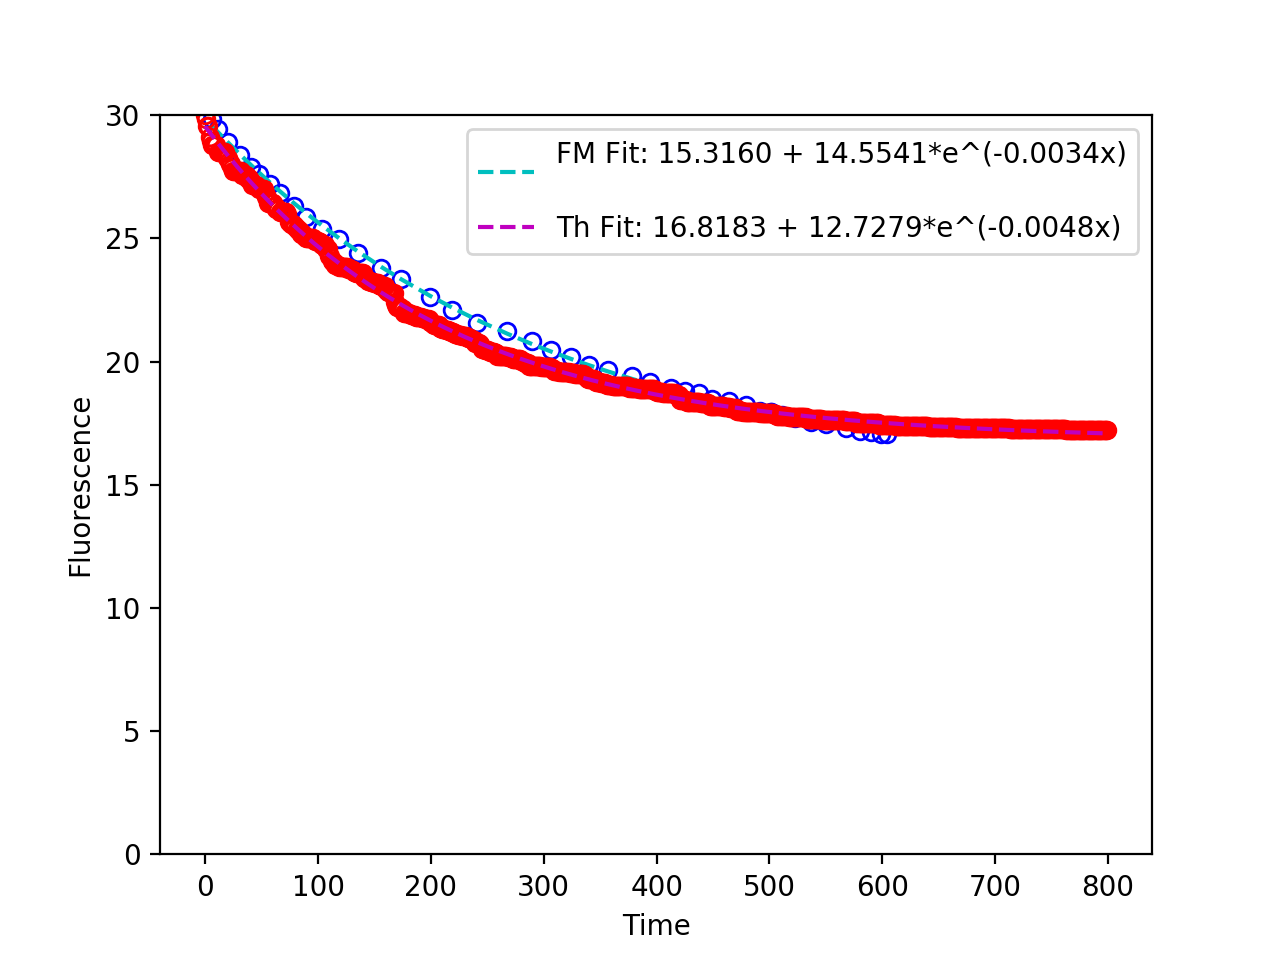 30
25
20
15
10
5
0
Fluorescence
FM Fit: 15.3160 + 14.5541*e^(-0.0034x)
Th Fit: 16.8183 + 12.7279*e^(-0.0048x)
0 100 200 300 400 500 600 700 800
Time